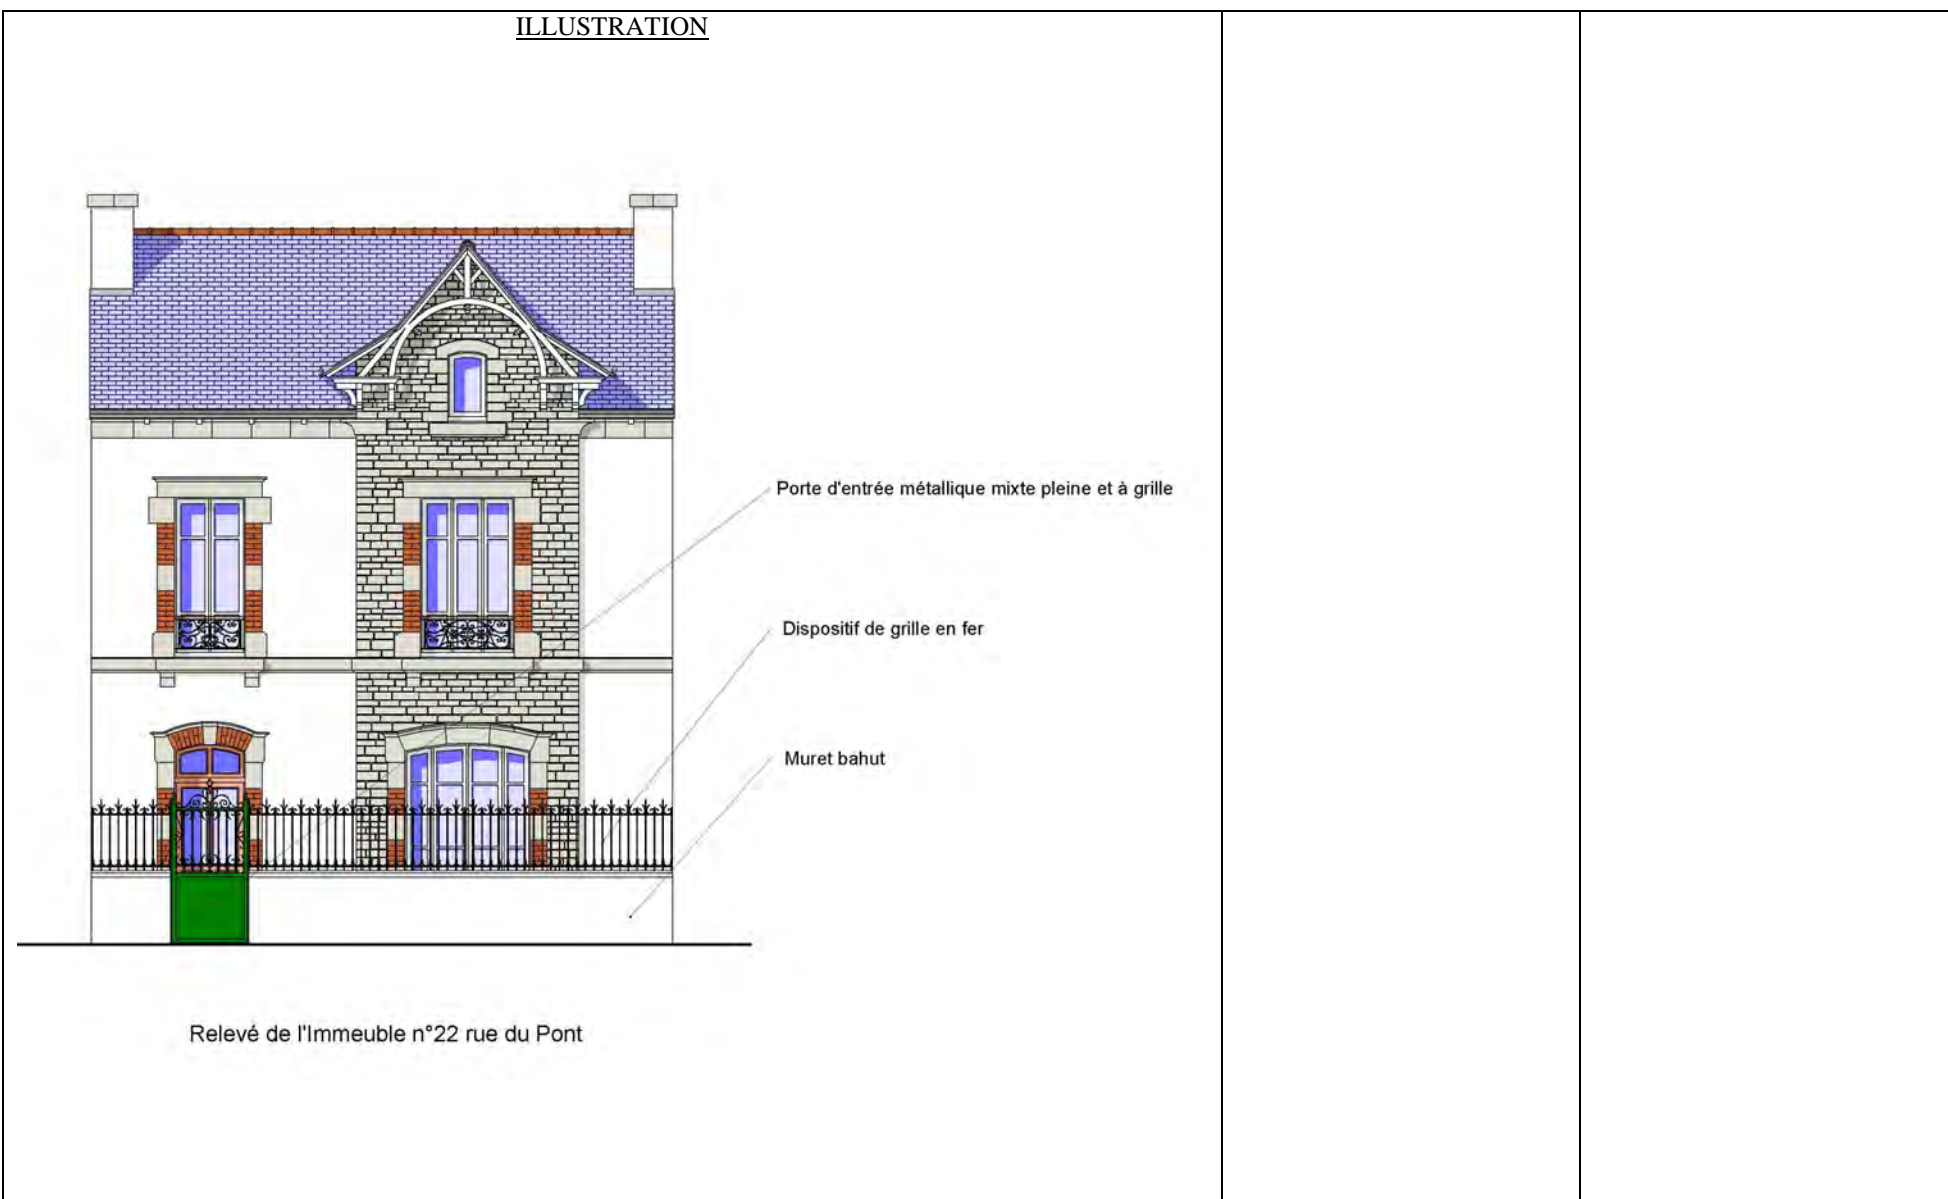 ILLUSTRATION
Porte d'entrée métallique mixte pleine et à grille
Dispositif de grille en fer
Muret bahut
Relevé de l'Immeuble n°22 rue du Pont